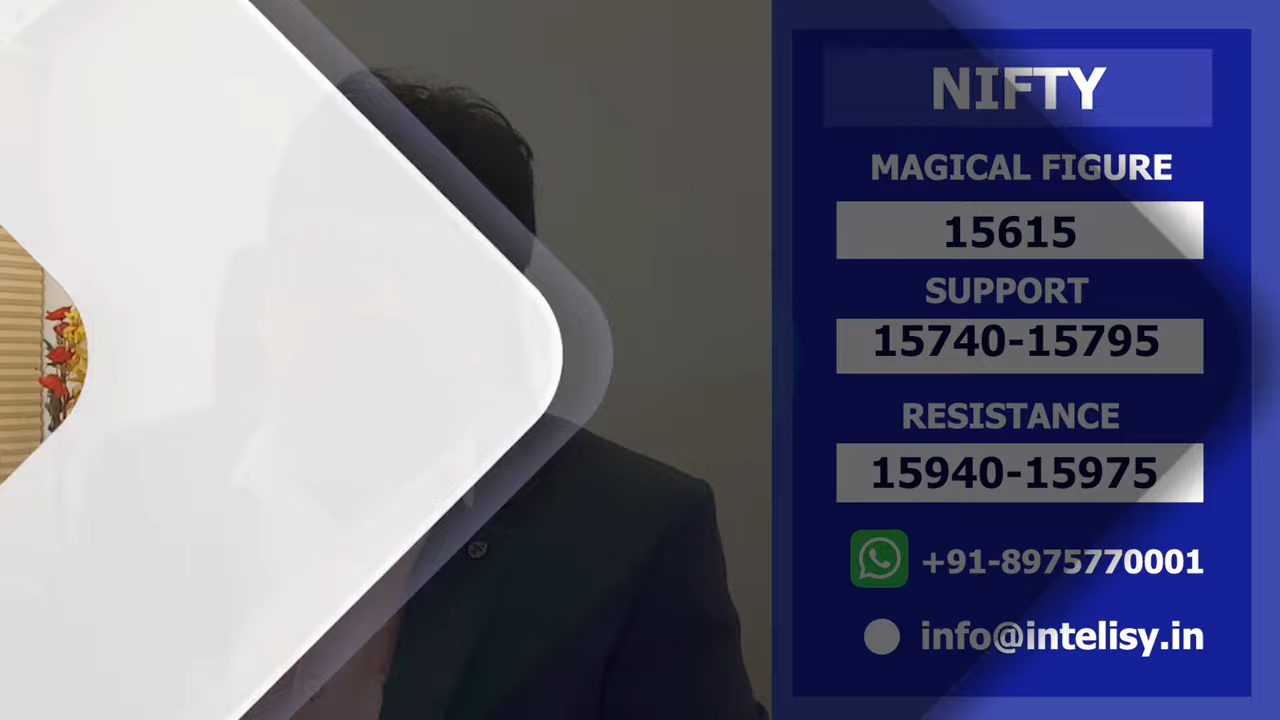 NIFTY
MAGICAL FIGURE
15615
SUPPORT
15740-15795
RESISTANCE
15940-15975
+91-8975770001
info@intelisy.in